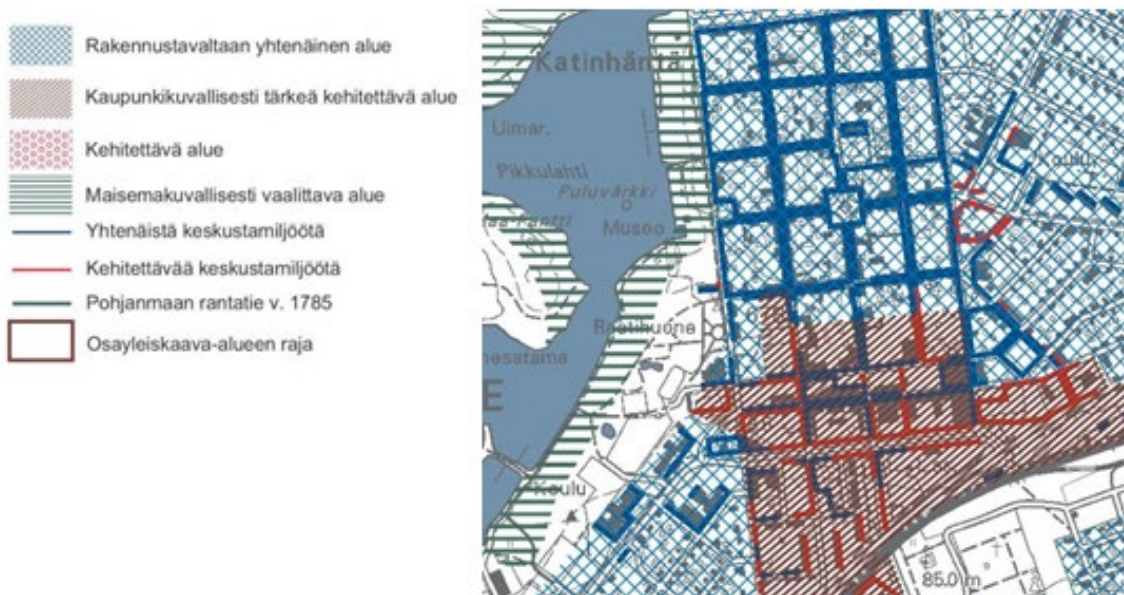 Rakennustavaltaan yhtenäinen alue
Kaupunkikuvallisesti tärkeä kehitettävä alue
Kehitettävä alue
Maisemakuvallisesti vaalittava alue
Yhtenäistä keskustamiljöötä
Kehitettävää keskustamiljöötä
Pohjanmaan rantatie v. 1785
Osayleiskaava-alueen raja
Katinhäntä
Uimar.
Pikkulahti
Puluvärkki
Museo
Koulu
Raatihuone
E
Koulu
85.0 m